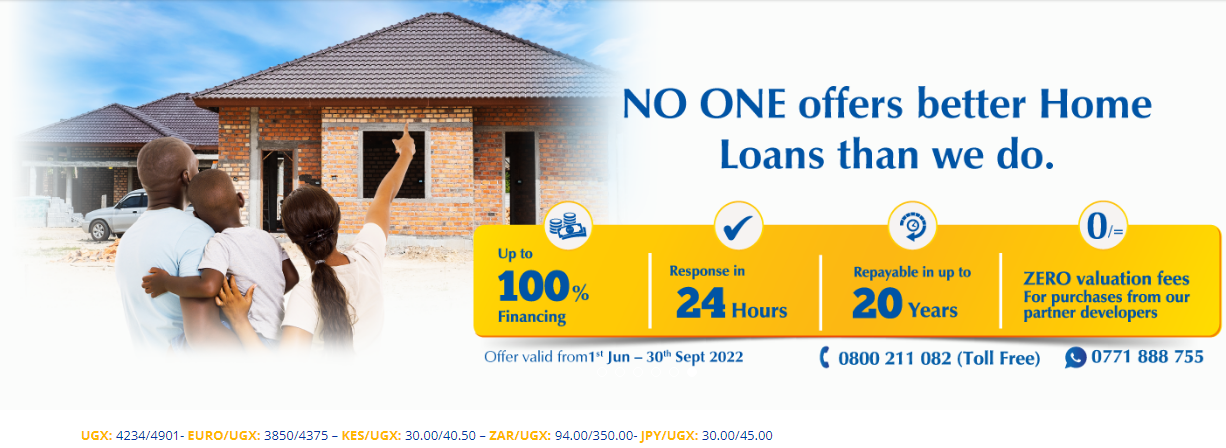 NO ONE offers better Home
Loans than we do.
Up to
100%
Financing
Response in
24 Hours
Repayable in up to
20 Years
0/=
ZERO valuation fees
For purchases from our
partner developers
Offer valid from1st Jun – 30th Sept 2022
0800 211 082 (Toll Free)
0771 888 755
UGX: 4234/4901- EURO/UGX: 3850/4375 – KES/UGX: 30.00/40.50 – ZAR/UGX: 94.00/350.00- JPY/UGX: 30.00/45.00